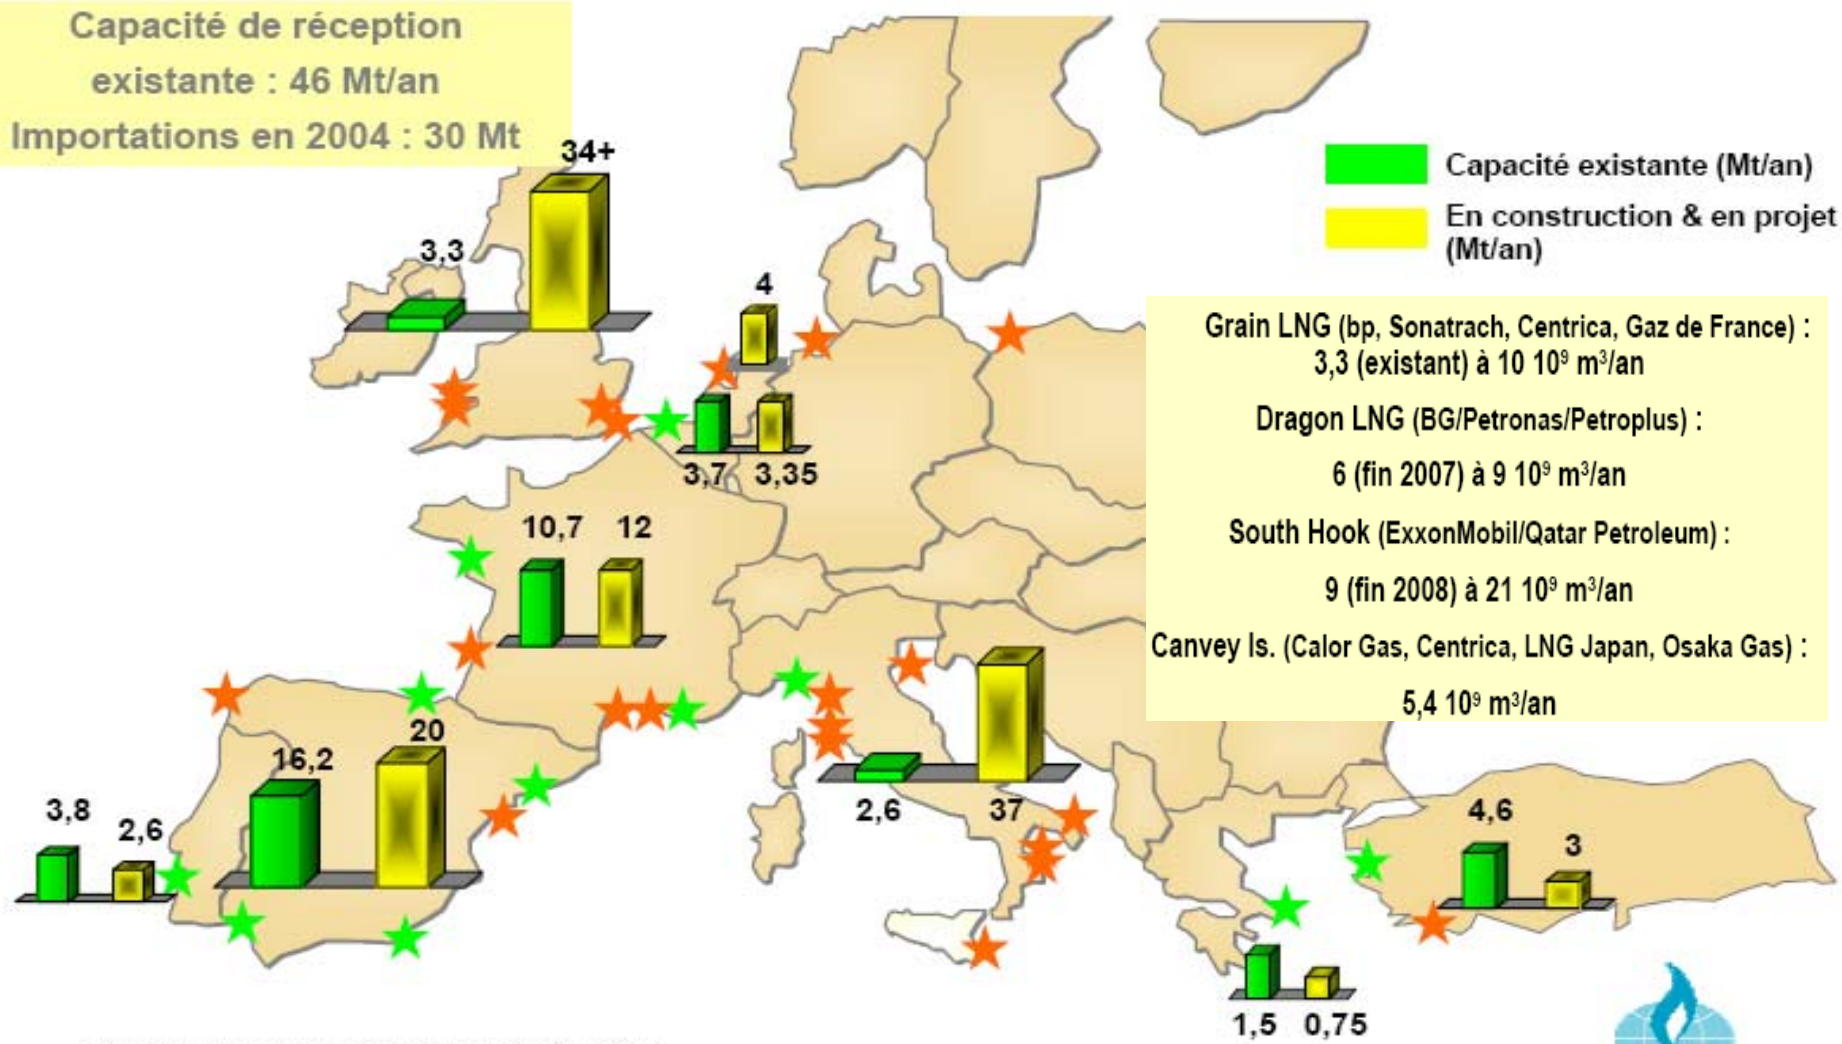 Capacité de réception
existante : 46 Mt/an
Importations en 2004 : 30 Mt
34+
3,3
Capacité existante (Mt/an)
En construction & en projet
(Mt/an)
4
3,7 3,35
Grain LNG (bp, Sonatrach, Centrica, Gaz de France) :
3,3 (existant) à 10 10⁹ m³/an
Dragon LNG (BG/Petronas/Petroplus) :
6 (fin 2007) à 9 10⁹ m³/an
South Hook (ExxonMobil/Qatar Petroleum) :
9 (fin 2008) à 21 10⁹ m³/an
Canvey Is. (Calor Gas, Centrica, LNG Japan, Osaka Gas) :
5,4 10⁹ m³/an
10,7 12
16,2 20
3,8 2,6
2,6 37
4,6 3
1,5 0,75